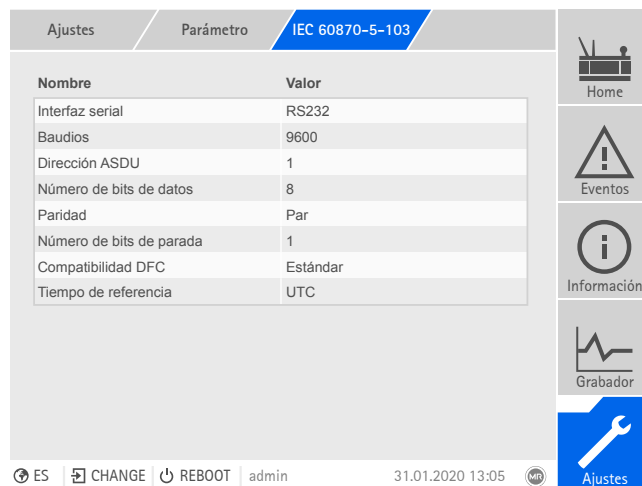 Ajustes Parámetro IEC 60870-5-103
Nombre Valor
Interfaz serial RS232
Baudios 9600
Dirección ASDU 1
Número de bits de datos 8
Paridad Par
Número de bits de parada 1
Compatibilidad DFC Estándar
Tiempo de referencia UTC
Home
Eventos
Información
Grabador
Ajustes
ES CHANGE REBOOT admin 31.01.2020 13:05 MR